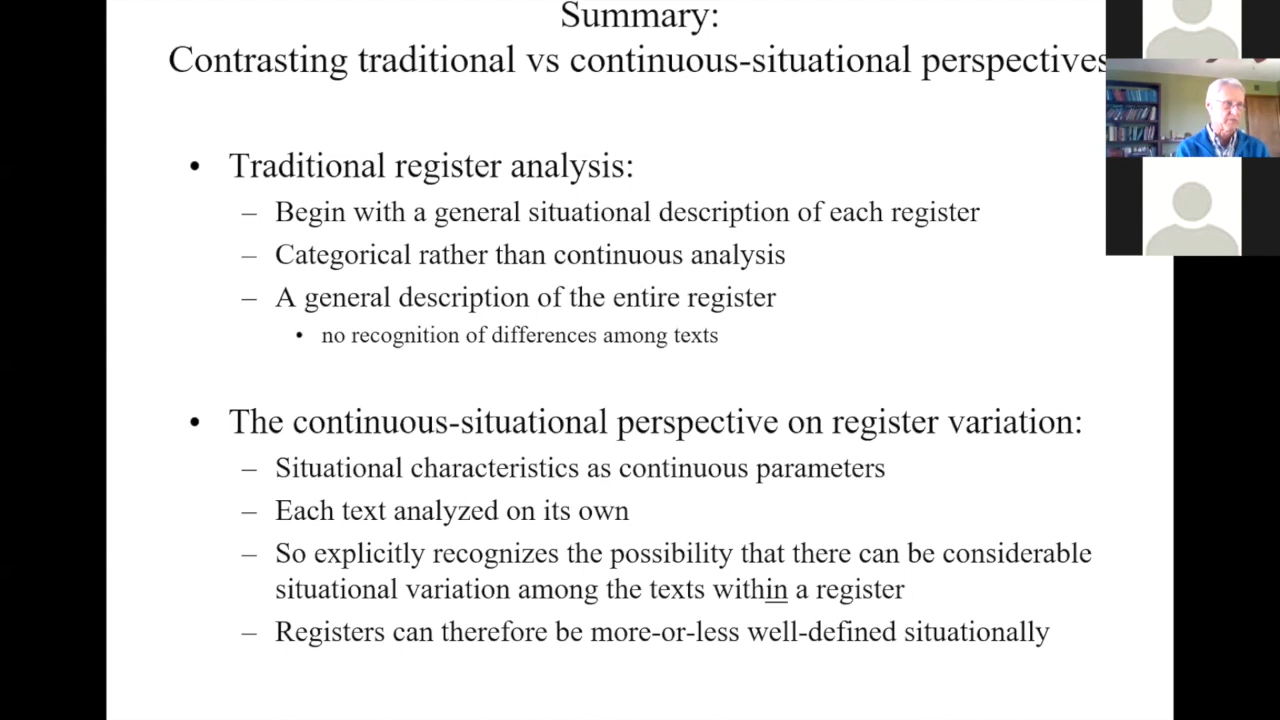 Summary:
Contrasting traditional vs continuous-situational perspectives
• Traditional register analysis:
– Begin with a general situational description of each register
– Categorical rather than continuous analysis
– A general description of the entire register
• no recognition of differences among texts
• The continuous-situational perspective on register variation:
– Situational characteristics as continuous parameters
– Each text analyzed on its own
– So explicitly recognizes the possibility that there can be considerable
situational variation among the texts within a register
– Registers can therefore be more-or-less well-defined situationally